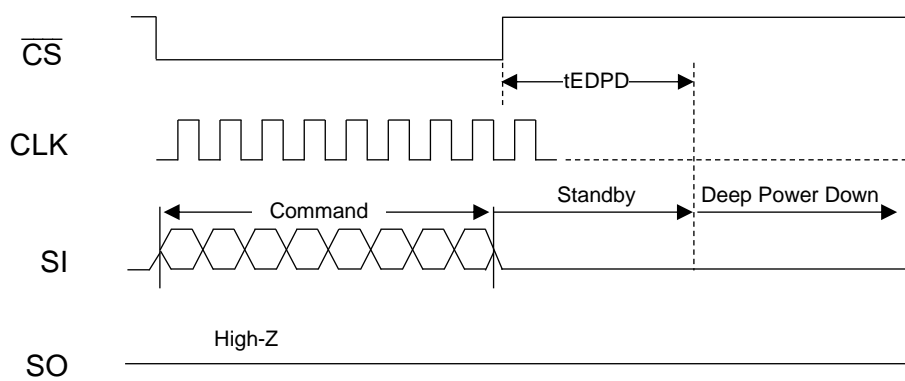 CS
tEDPD
CLK
Standby
Deep Power Down
Command
SI
High-Z
SO